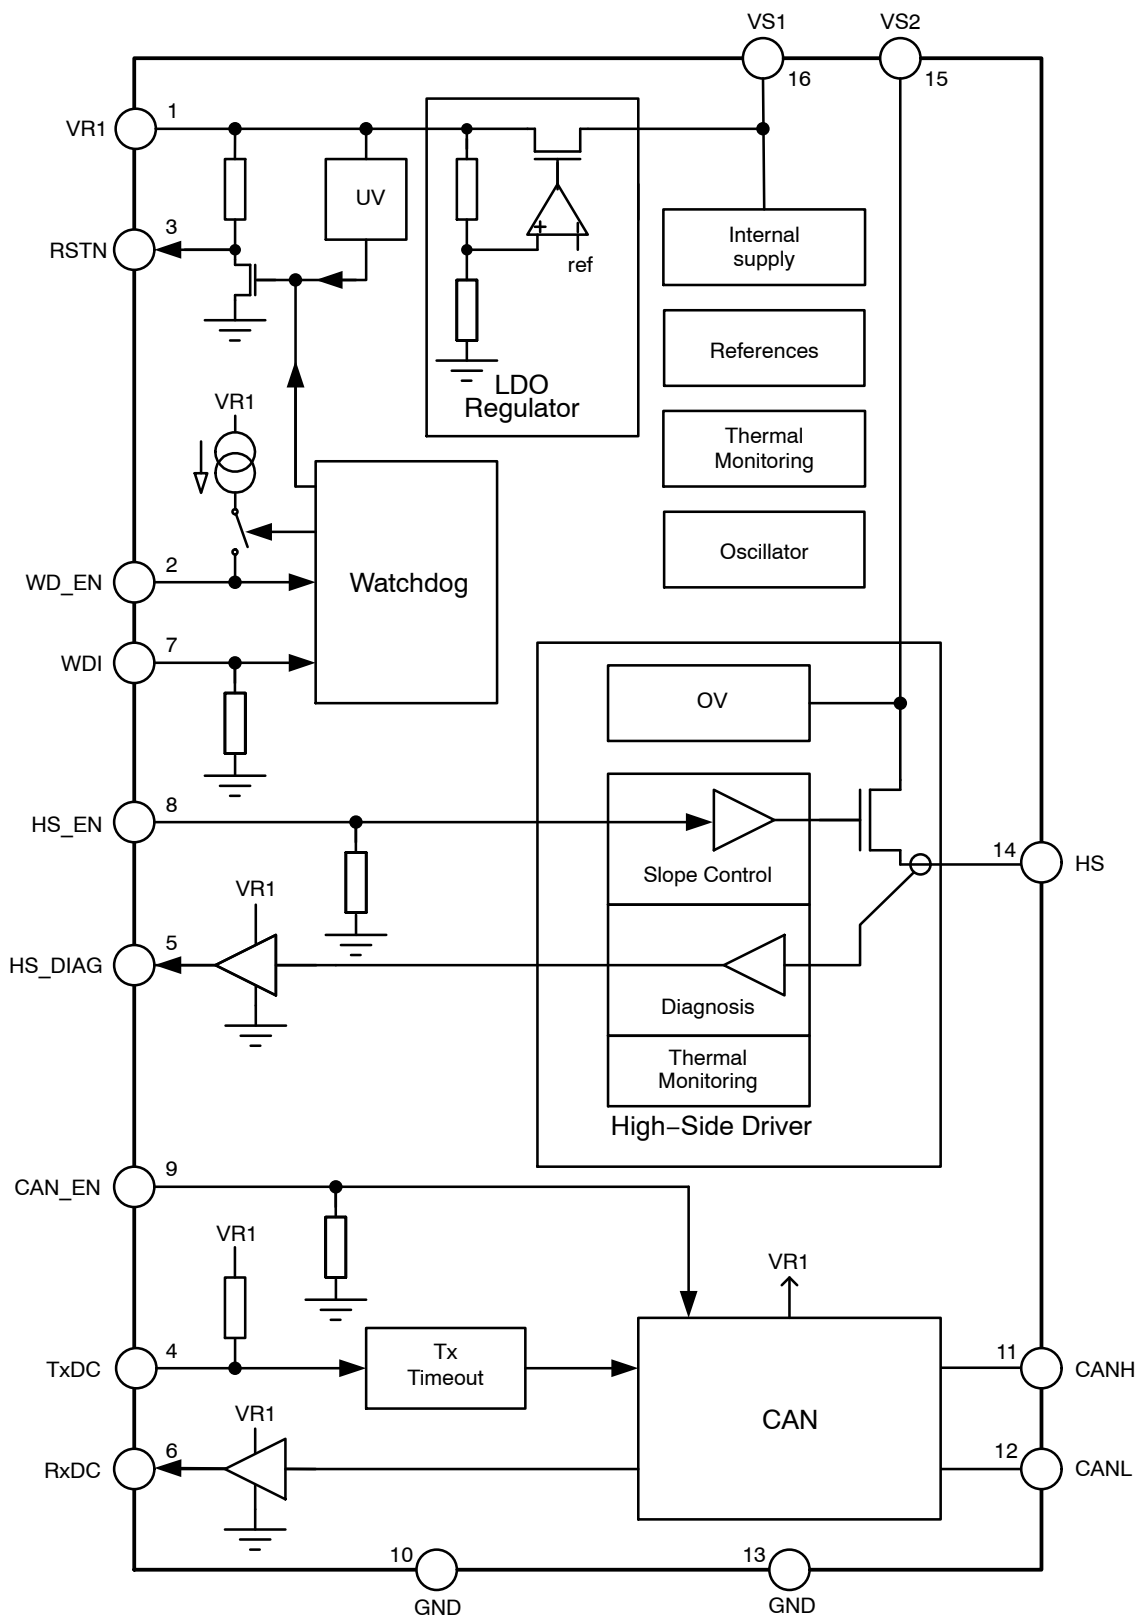 VS1
VS2
16
15
1
VR1
UV
3
RSTN
+
ref
Internal
supply
References
LDO
Regulator
VR1
Thermal
Monitoring
Oscillator
2
WD_EN
Watchdog
7
WDI
OV
8
HS_EN
Slope Control
14
HS
VR1
5
HS_DIAG
Diagnosis
Thermal
Monitoring
High−Side Driver
9
CAN_EN
VR1
VR1
4
TxDC
Tx
Timeout
11
CANH
CAN
VR1
6
RxDC
12
CANL
10
GND
13
GND